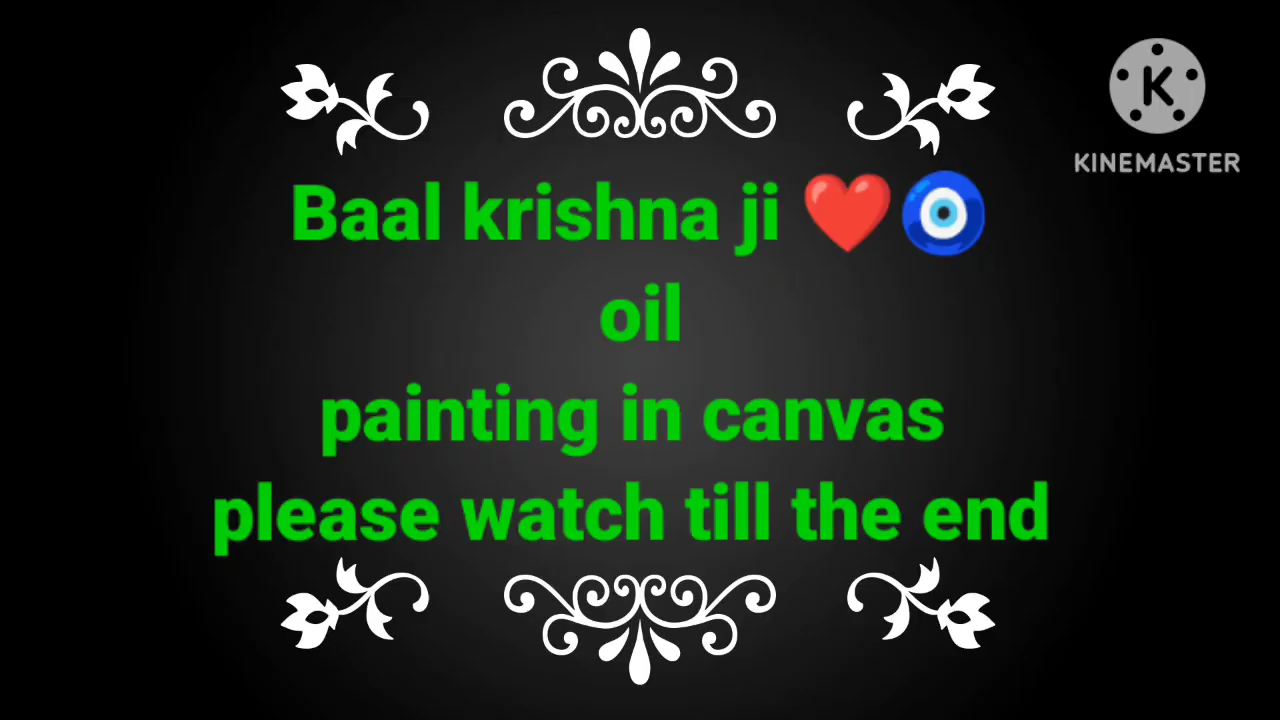 K
KINEMASTER
Baal krishna ji ❤️🧿
oil
painting in canvas
please watch till the end